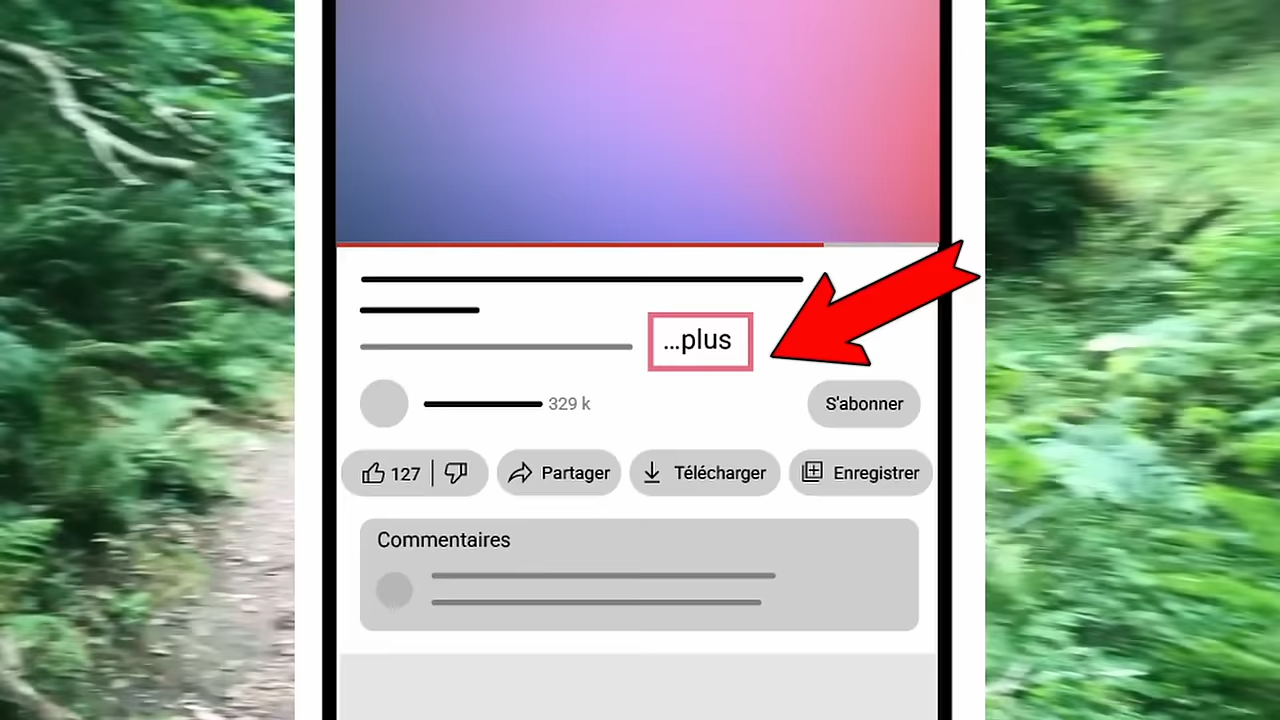 ...plus
329 k
S'abonner
127
Partager
Télécharger
Enregistrer
Commentaires